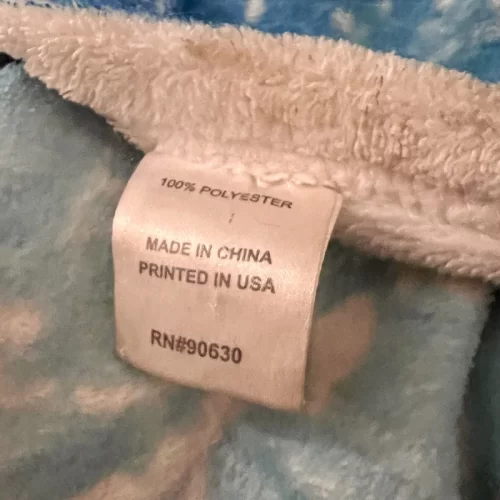 100% POLYESTER
MADE IN CHINA
PRINTED IN USA
RN#90630